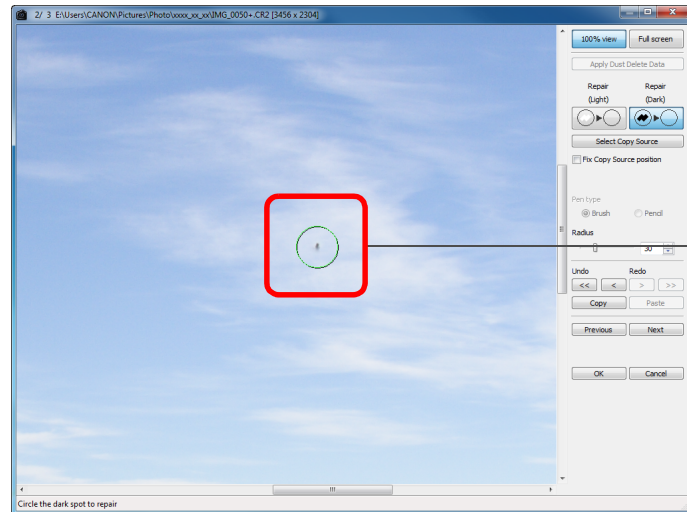 2/ 3 E:\Users\CANON\Pictures\Photo\xxxx_xx_xx\IMG_0050+.CR2 [3456 x 2304]
100% view Full screen
Apply Dust Delete Data
Repair Repair
(Light) (Dark)
Select Copy Source
Fix Copy Source position
Pen type
Brush Pencil
Radius
30
Undo Redo
<< < > >>
Copy Paste
Previous Next
OK Cancel
Circle the dark spot to repair